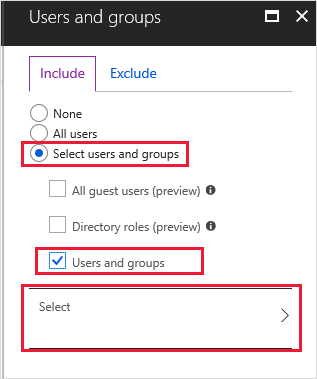 Users and groups
Include Exclude
None
All users
Select users and groups
All guest users (preview)
Directory roles (preview)
Users and groups
Select